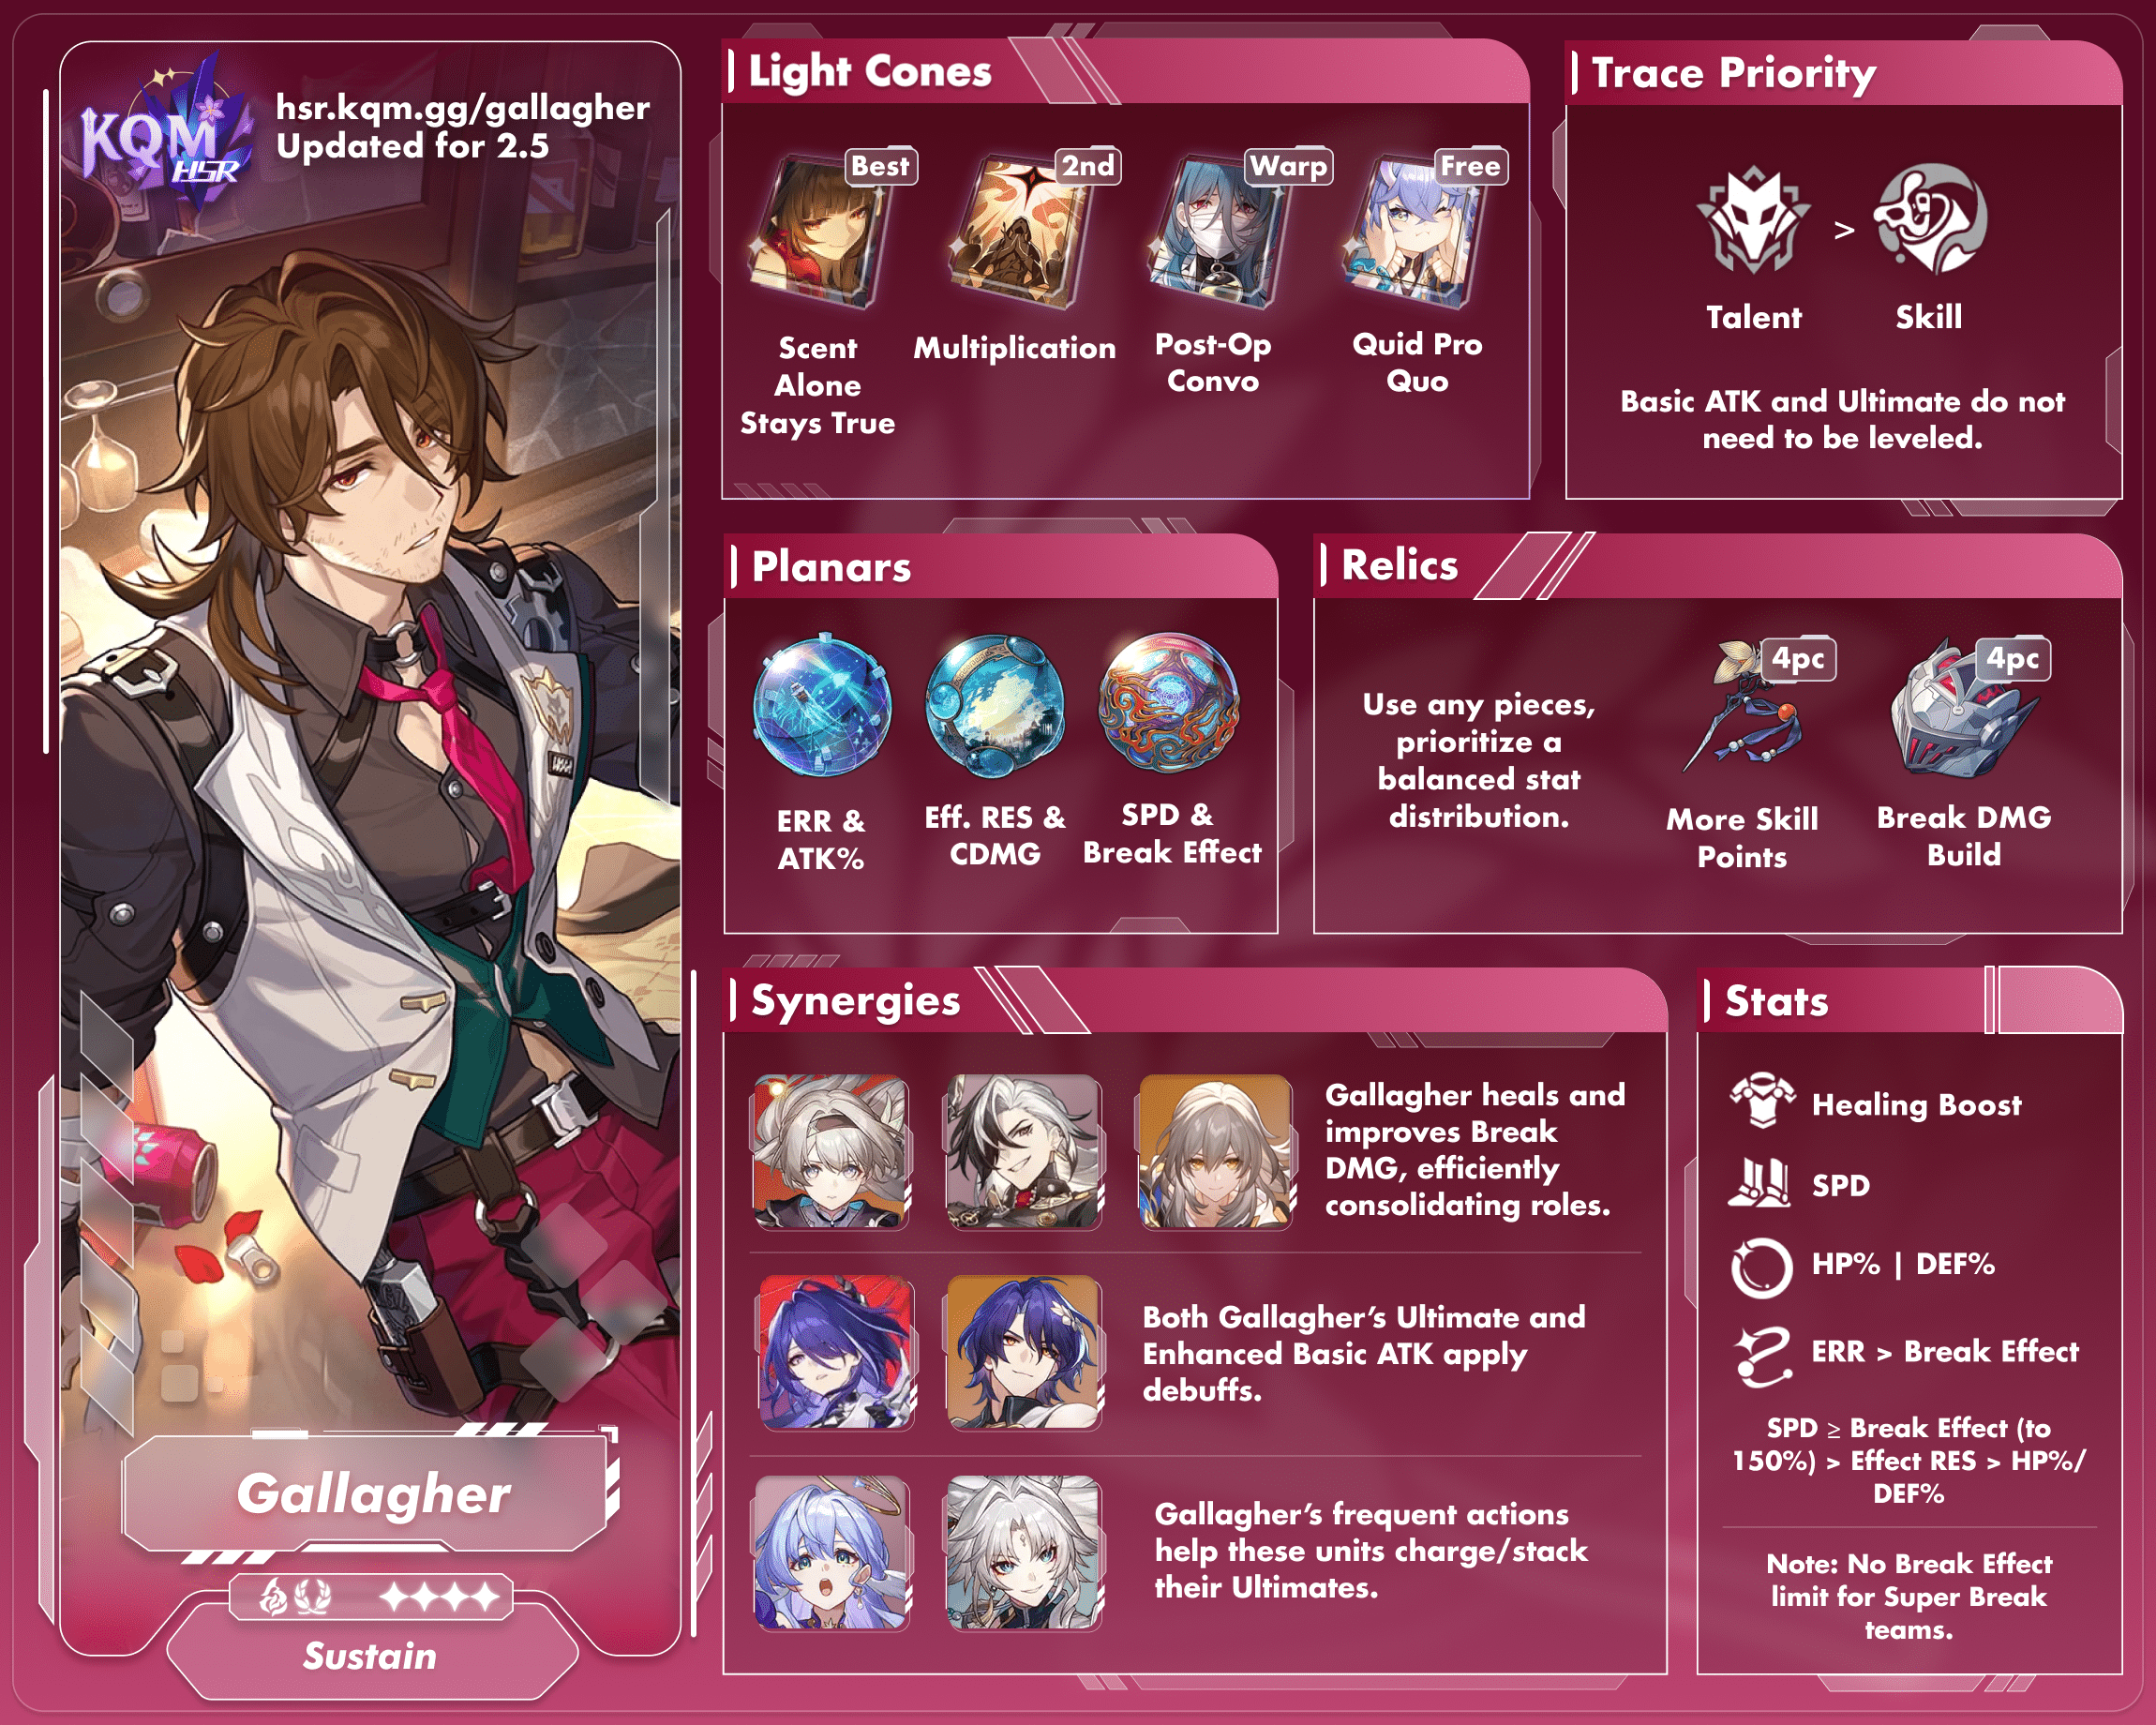 KQM
HSR
hsr.kqm.gg/gallagher
Updated for 2.5
Gallagher
Sustain
Light Cones
Best
2nd
Warp
Free
Scent
Alone
Stays True
Multiplication
Post-Op
Convo
Quid Pro
Quo
Trace Priority
>
Talent
Skill
Basic ATK and Ultimate do not
need to be leveled.
Planars
ERR &
ATK%
Eff. RES &
CDMG
SPD &
Break Effect
Relics
Use any pieces,
prioritize a
balanced stat
distribution.
4pc
More Skill
Points
4pc
Break DMG
Build
Synergies
Gallagher heals and
improves Break
DMG, efficiently
consolidating roles.
Both Gallagher’s Ultimate and
Enhanced Basic ATK apply
debuffs.
Gallagher’s frequent actions
help these units charge/stack
their Ultimates.
Stats
Healing Boost
SPD
HP% | DEF%
ERR > Break Effect
SPD ≥ Break Effect (to
150%) > Effect RES > HP%/
DEF%
Note: No Break Effect
limit for Super Break
teams.